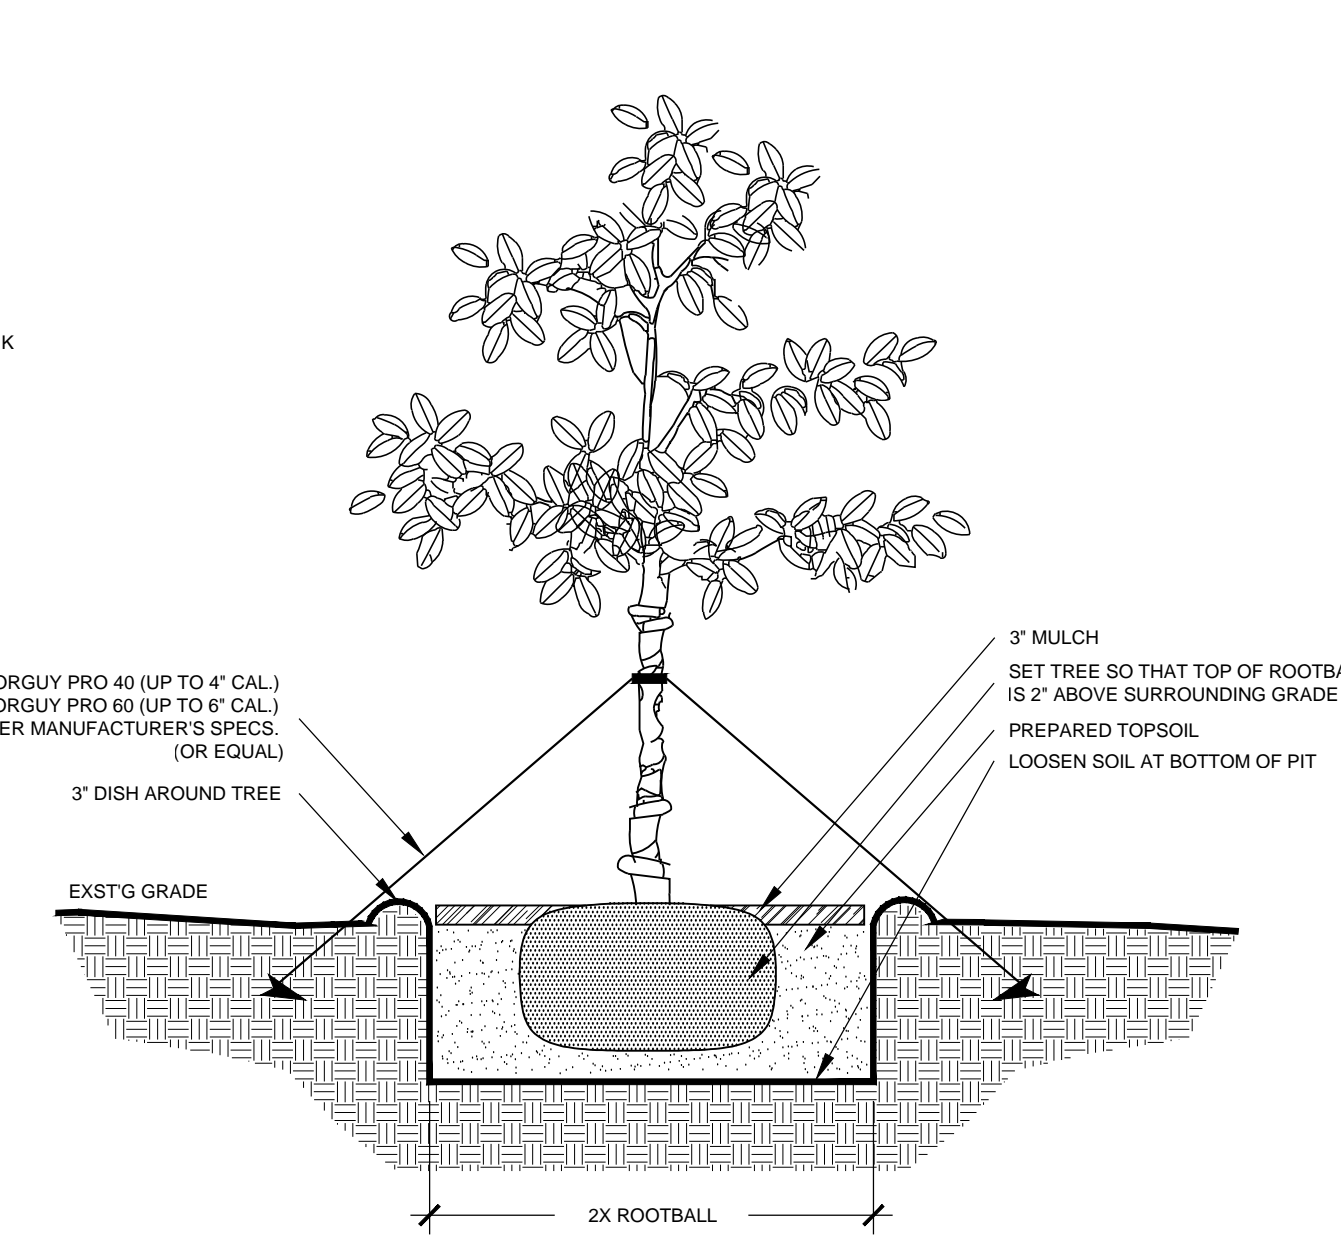 K
ORGUY PRO 40 (UP TO 4" CAL.)
ORGUY PRO 60 (UP TO 6" CAL.)
ER MANUFACTURER'S SPECS.
(OR EQUAL)
3" DISH AROUND TREE
EXST'G GRADE
3" MULCH
SET TREE SO THAT TOP OF ROOTBA
IS 2" ABOVE SURROUNDING GRADE
PREPARED TOPSOIL
LOOSEN SOIL AT BOTTOM OF PIT
2X ROOTBALL